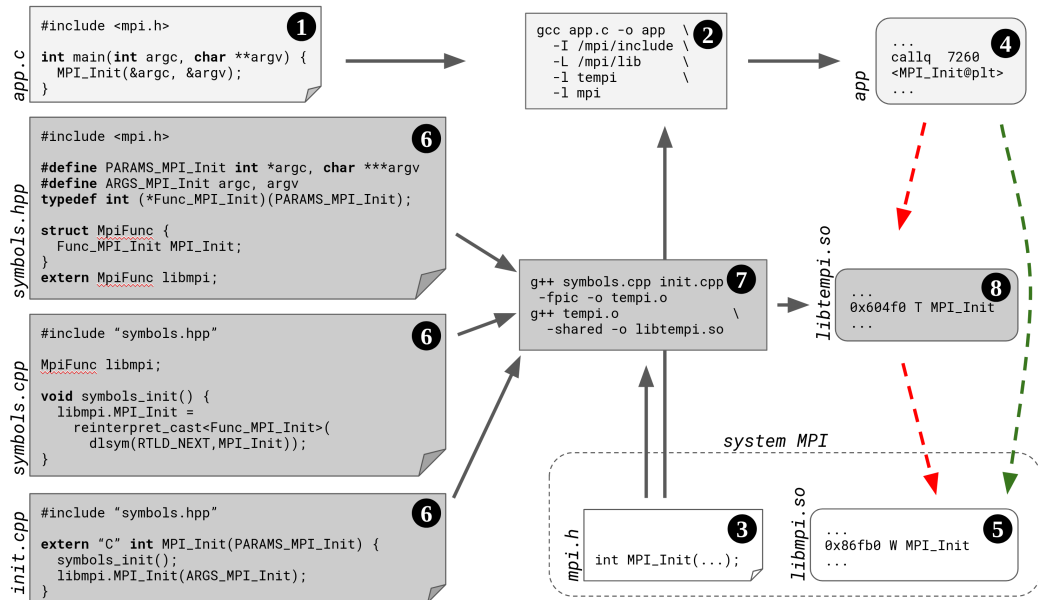 app.c
#include <mpi.h>
int main(int argc, char **argv) {
MPI_Init(&argc, &argv);
}
1
gcc app.c -o app \
-I /mpi/include \
-L /mpi/lib \
-l tempi \
-l mpi
2
app
...
callq 7260
<MPI_Init@plt>
...
4
symbols.hpp
#include <mpi.h>
#define PARAMS_MPI_Init int *argc, char ***argv
#define ARGS_MPI_Init argc, argv
typedef int (*Func_MPI_Init)(PARAMS_MPI_Init);
struct MpiFunc {
Func_MPI_Init MPI_Init;
}
extern MpiFunc libmpi;
6
symbols.cpp
#include “symbols.hpp”
MpiFunc libmpi;
void symbols_init() {
libmpi.MPI_Init =
reinterpret_cast<Func_MPI_Init>(
dlsym(RTLD_NEXT,MPI_Init));
}
6
init.cpp
#include “symbols.hpp”
extern “C” int MPI_Init(PARAMS_MPI_Init) {
symbols_init();
libmpi.MPI_Init(ARGS_MPI_Init);
}
6
g++ symbols.cpp init.cpp
-fpic -o tempi.o
g++ tempi.o \
-shared -o libtempi.so
7
libtempi.so
...
0x604f0 T MPI_Init
...
8
system MPI
mpi.h
int MPI_Init(...);
3
libmpi.so
...
0x86fb0 W MPI_Init
...
5